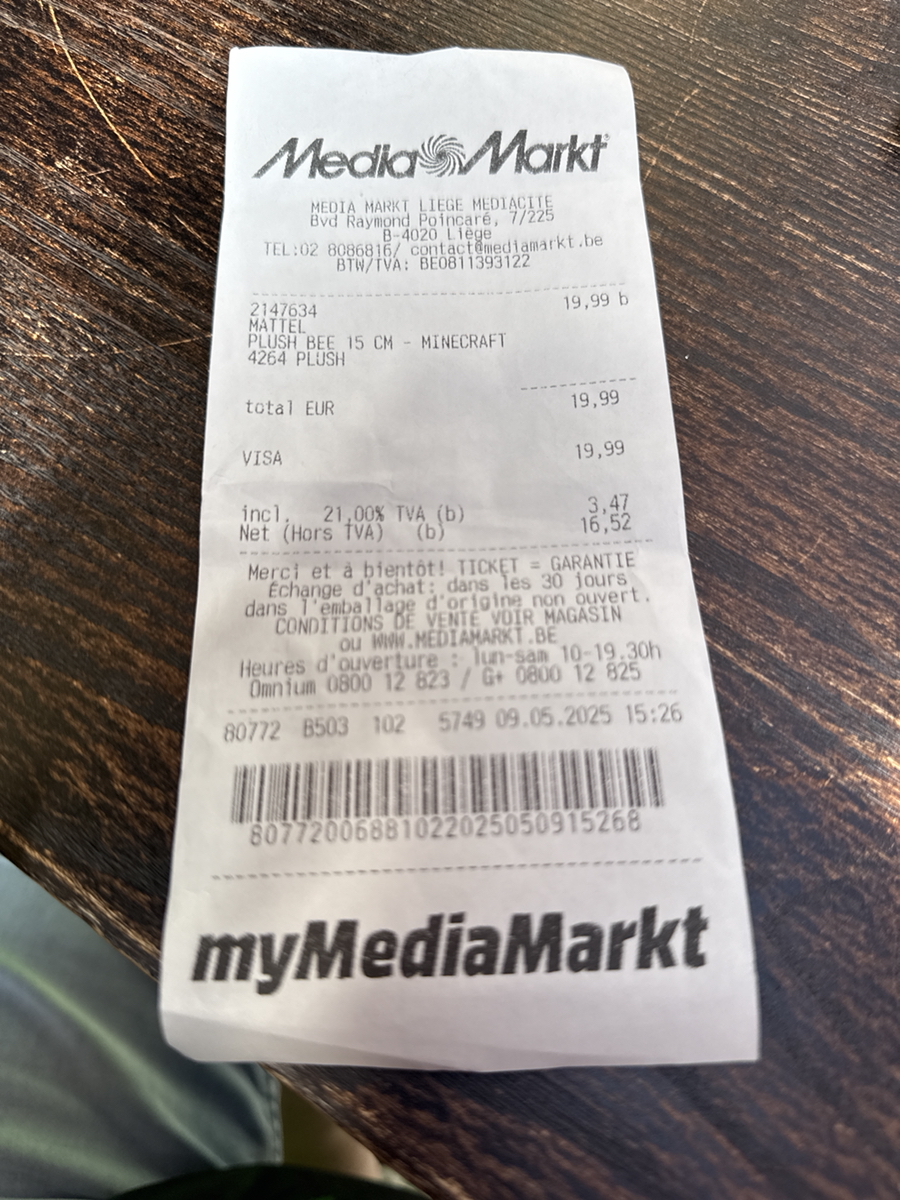 Media Markt
MEDIA MARKT LIEGE MEDIACITE
Bvd Raymond Poincaré, 7/225
B-4020 Liège
TEL:02 8086816/ contact@mediamarkt.be
BTW/TVA: BE0811393122
2147634 19,99 b
MATTEL
PLUSH BEE 15 CM - MINECRAFT
4264 PLUSH
total EUR 19,99
VISA 19,99
incl. 21,00% TVA (b) 3,47
Net (Hors TVA) (b) 16,52
Merci et à bientôt! TICKET = GARANTIE
Échange d'achat: dans les 30 jours
dans l'emballage d'origine non ouvert.
CONDITIONS DE VENTE VOIR MAGASIN
ou WWW.MEDIAMARKT.BE
Heures d'ouverture : lun-sam 10-19.30h
Omnium 0800 12 823 / G+ 0800 12 825
80772 B503 102 5749 09.05.2025 15:26
8077200688102202505091526​8
myMediaMarkt